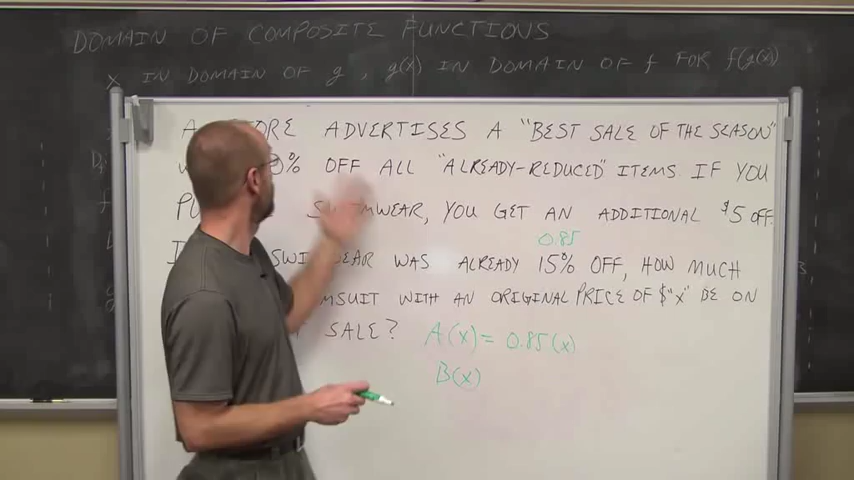 DOMAIN OF COMPOSITE FUNCTIONS
X IN DOMAIN OF g , g(x) IN DOMAIN OF f FOR f(g(x)
A STORE ADVERTISES A "BEST SALE OF THE SEASON"
0% OFF ALL "ALREADY-REDUCED" ITEMS. IF YOU
SWIMWEAR, YOU GET AN ADDITIONAL $5 OFF.
0.85
WAS ALREADY 15% OFF, HOW MUCH
WITH AN ORIGINAL PRICE OF $"x" BE ON
SALE? A(x) = 0.85(x)
B(x)